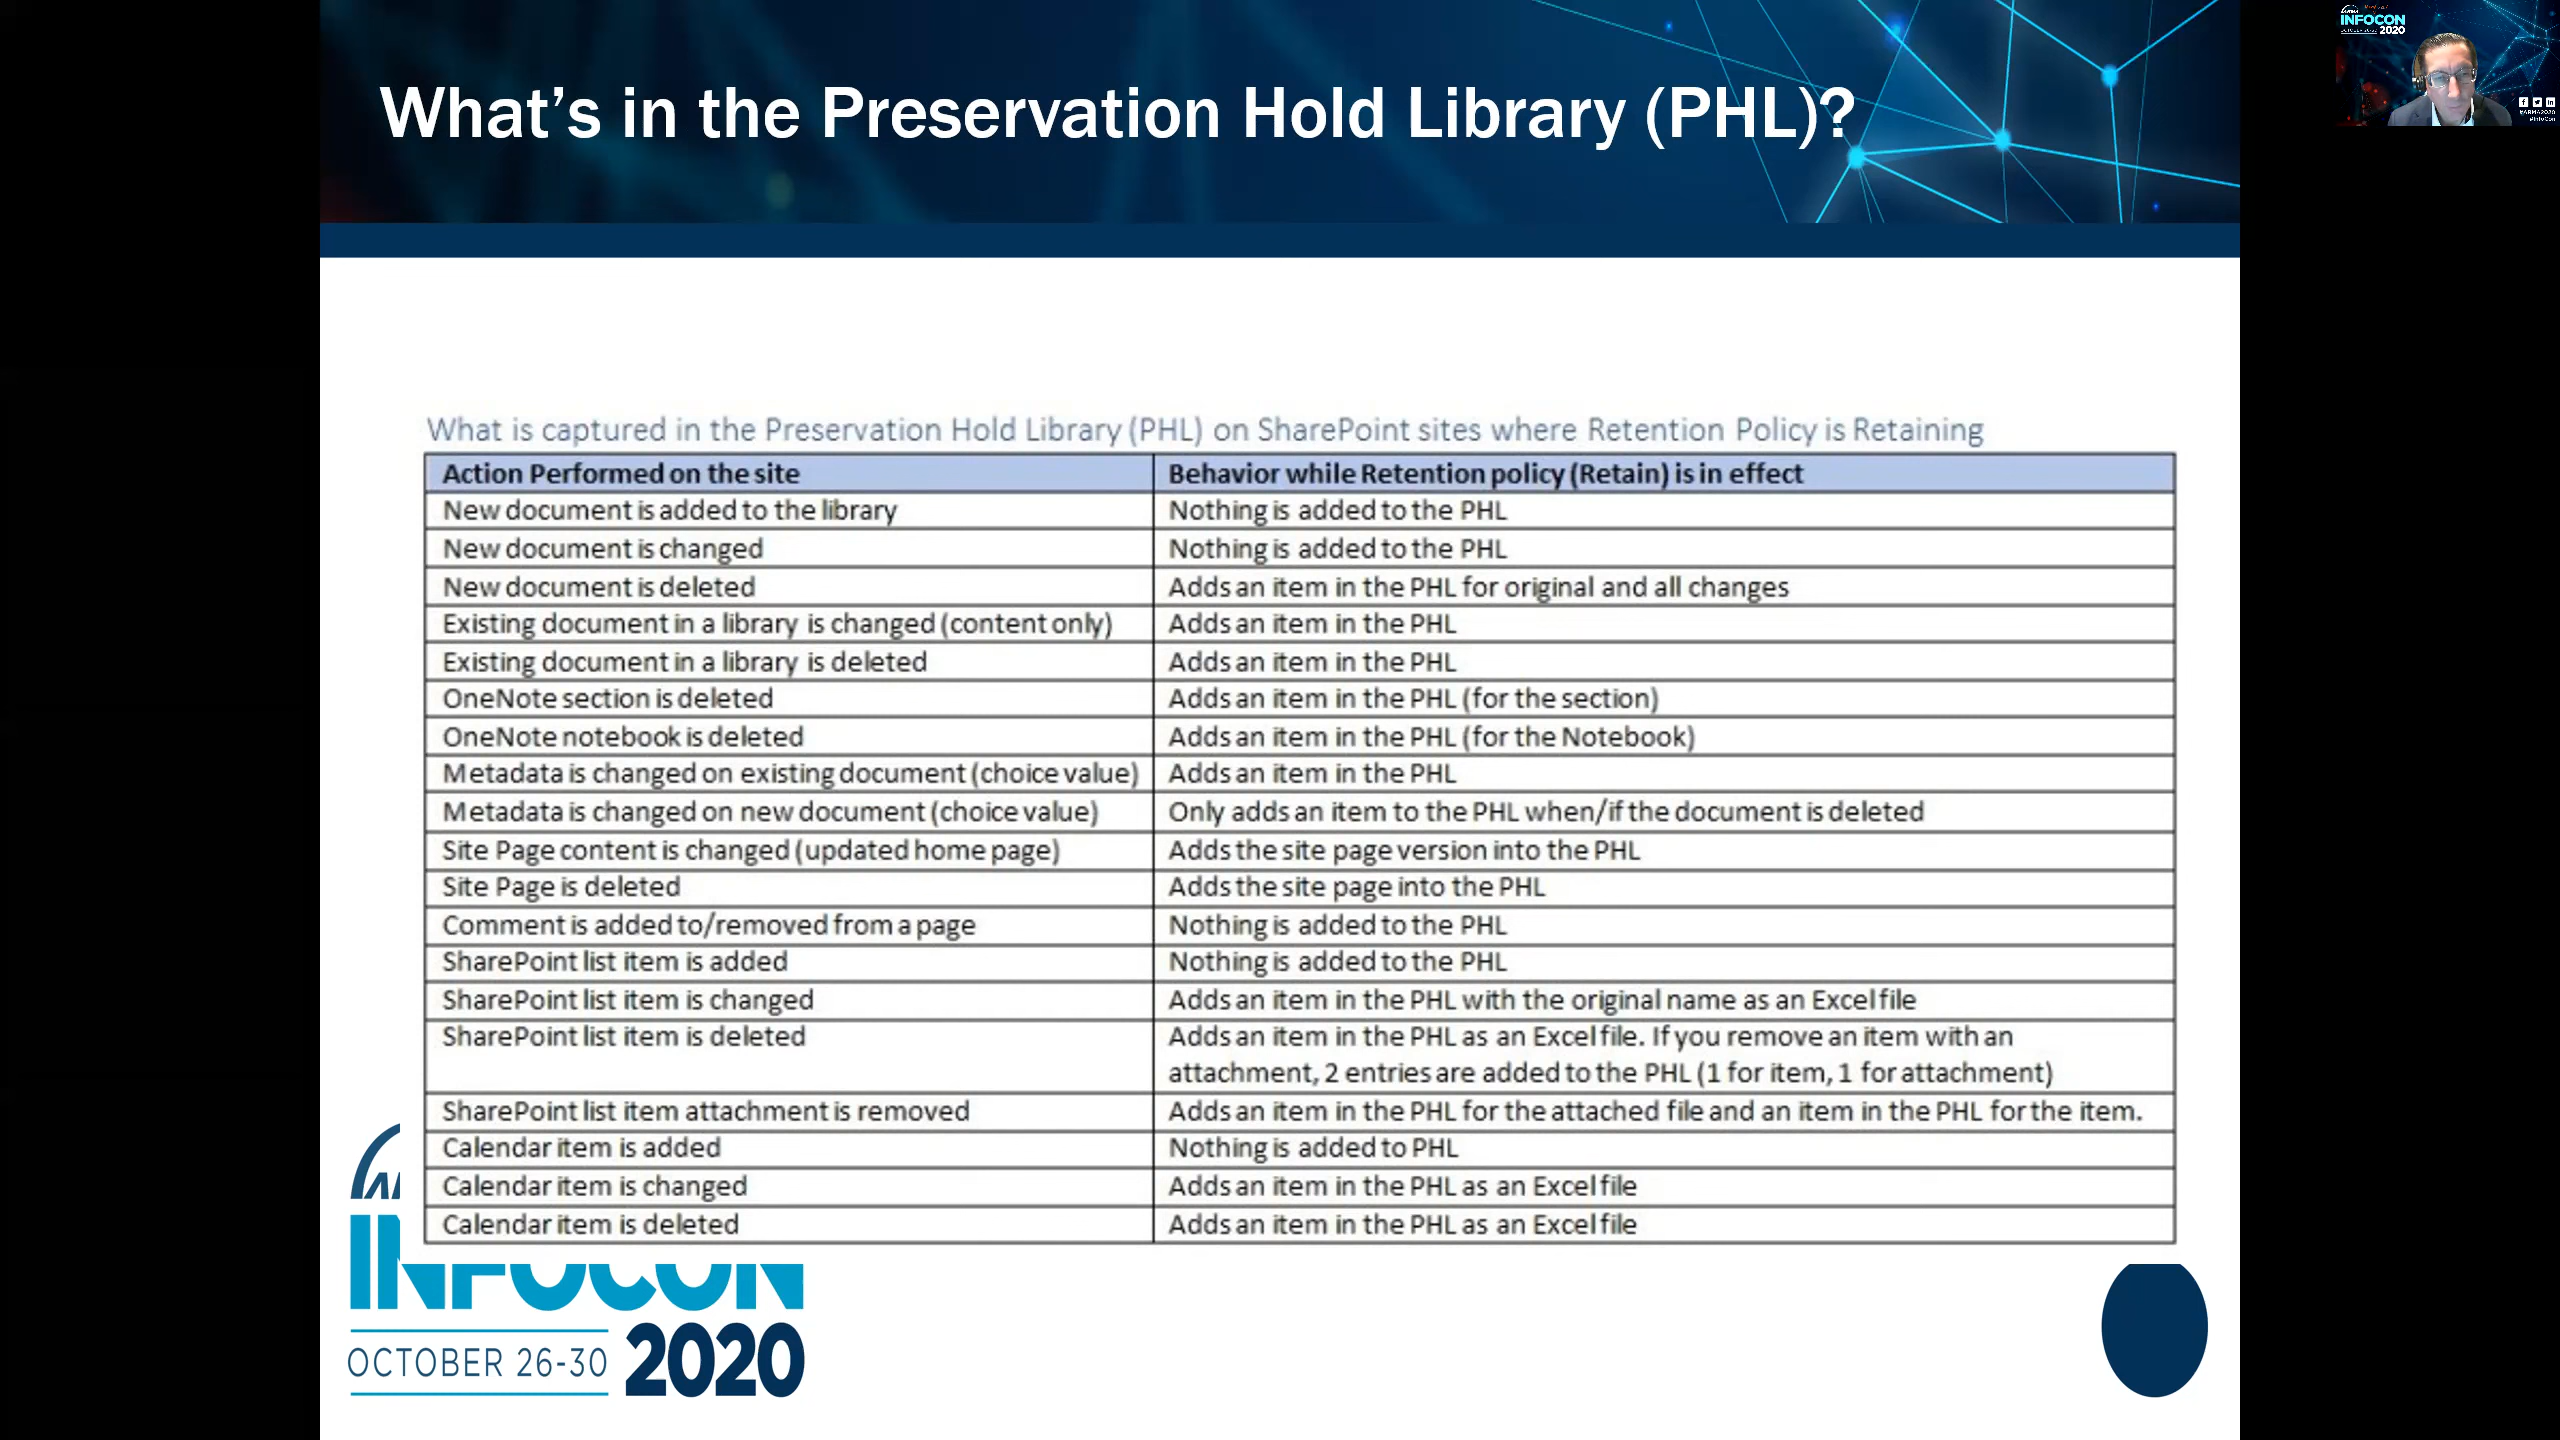 What's in the Preservation Hold Library (PHL)?
INFOCON
2020
#ARMA2020
#InfoCon
What is captured in the Preservation Hold Library (PHL) on SharePoint sites where Retention Policy is Retaining
Action Performed on the site | Behavior while Retention policy (Retain) is in effect
New document is added to the library | Nothing is added to the PHL
New document is changed | Nothing is added to the PHL
New document is deleted | Adds an item in the PHL for original and all changes
Existing document in a library is changed (content only) | Adds an item in the PHL
Existing document in a library is deleted | Adds an item in the PHL
OneNote section is deleted | Adds an item in the PHL (for the section)
OneNote notebook is deleted | Adds an item in the PHL (for the Notebook)
Metadata is changed on existing document (choice value) | Adds an item in the PHL
Metadata is changed on new document (choice value) | Only adds an item to the PHL when/if the document is deleted
Site Page content is changed (updated home page) | Adds the site page version into the PHL
Site Page is deleted | Adds the site page into the PHL
Comment is added to/removed from a page | Nothing is added to the PHL
SharePoint list item is added | Nothing is added to the PHL
SharePoint list item is changed | Adds an item in the PHL with the original name as an Excel file
SharePoint list item is deleted | Adds an item in the PHL as an Excel file. If you remove an item with an
attachment, 2 entries are added to the PHL (1 for item, 1 for attachment)
SharePoint list item attachment is removed | Adds an item in the PHL for the attached file and an item in the PHL for the item.
Calendar item is added | Nothing is added to PHL
Calendar item is changed | Adds an item in the PHL as an Excel file
Calendar item is deleted | Adds an item in the PHL as an Excel file
INFOCON
OCTOBER 26-30 2020